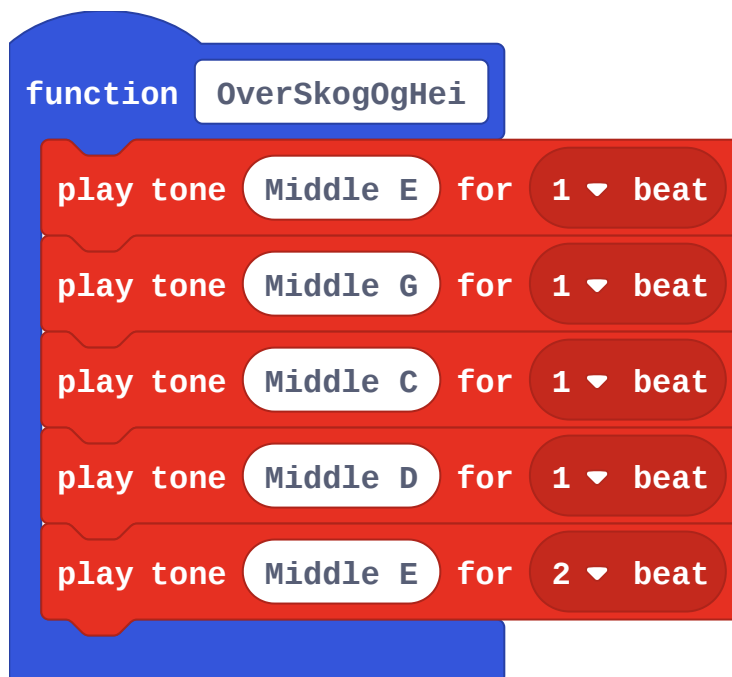 function OverSkogOgHei
play tone Middle E for 1 beat
play tone Middle G for 1 beat
play tone Middle C for 1 beat
play tone Middle D for 1 beat
play tone Middle E for 2 beat